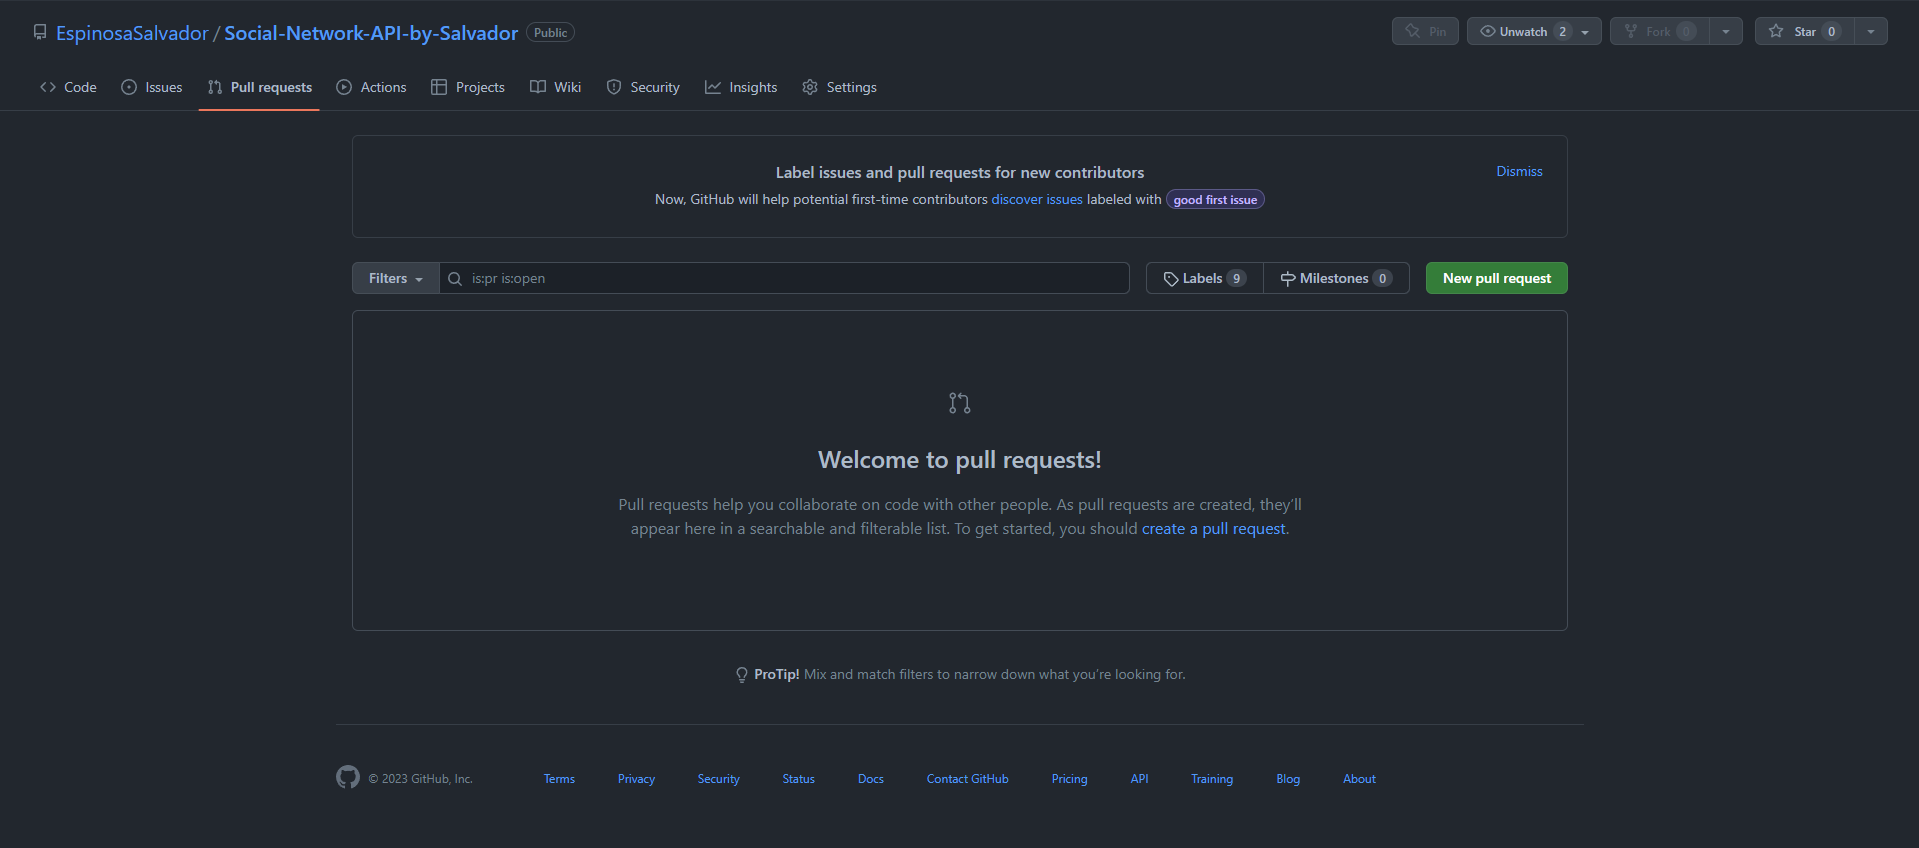 EspinosaSalvador / Social-Network-API-by-Salvador Public
Pin Unwatch 2 Fork 0 Star 0
Code Issues Pull requests Actions Projects Wiki Security Insights Settings
Label issues and pull requests for new contributors
Dismiss
Now, GitHub will help potential first-time contributors discover issues labeled with good first issue
Filters is:pr is:open Labels 9 Milestones 0 New pull request
Welcome to pull requests!
Pull requests help you collaborate on code with other people. As pull requests are created, they’ll
appear here in a searchable and filterable list. To get started, you should create a pull request.
ProTip! Mix and match filters to narrow down what you’re looking for.
© 2023 GitHub, Inc. Terms Privacy Security Status Docs Contact GitHub Pricing API Training Blog About